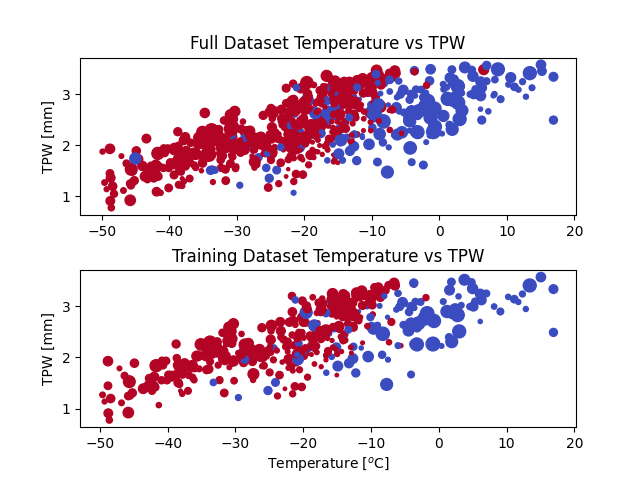 Full Dataset Temperature vs TPW
TPW [mm]
3
2
1
−50 −40 −30 −20 −10 0 10 20
Training Dataset Temperature vs TPW
TPW [mm]
3
2
1
−50 −40 −30 −20 −10 0 10 20
Temperature [°C]